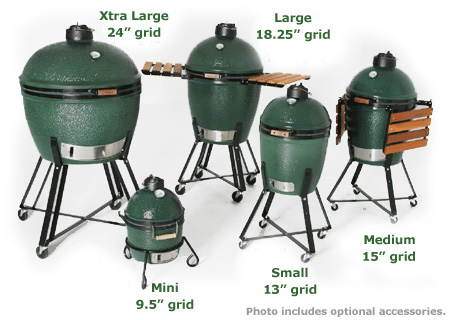 Xtra Large
24” grid
Large
18.25” grid
Mini
9.5” grid
Small
13” grid
Medium
15” grid
Photo includes optional accessories.